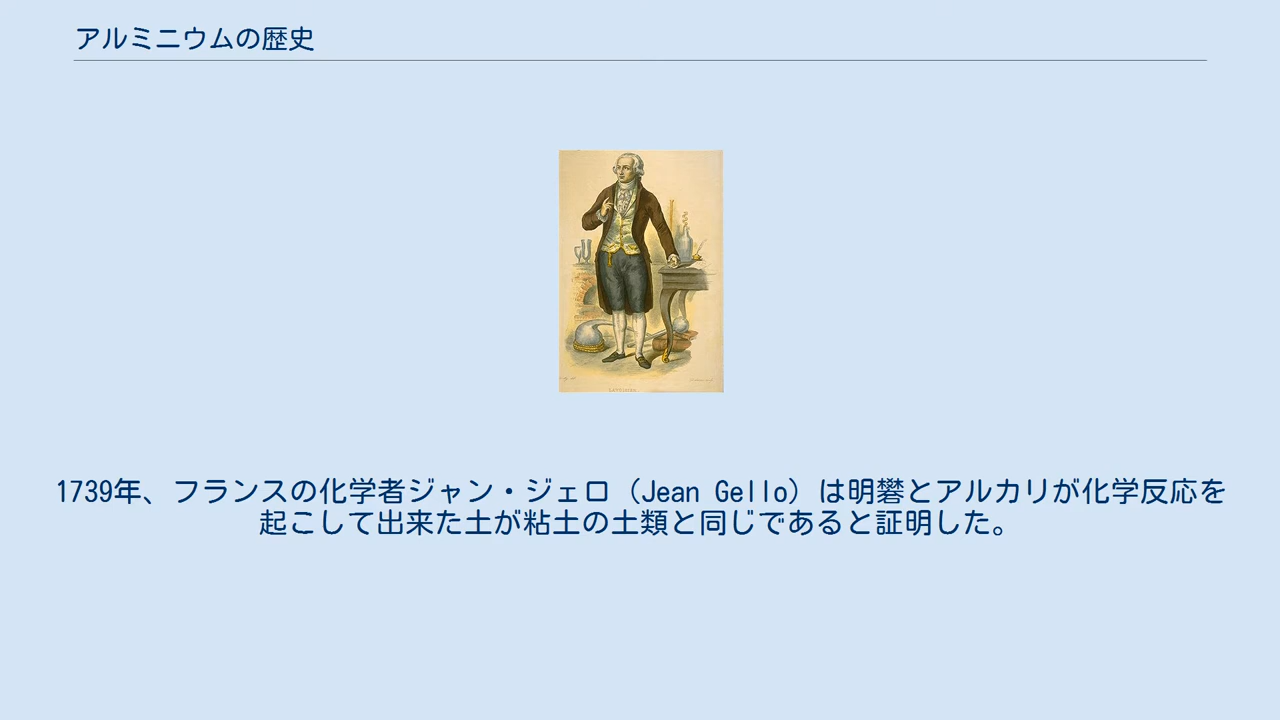 アルミニウムの歴史
1739年、フランスの化学者ジャン・ジェロ（Jean Gello）は明礬とアルカリが化学反応を
起こして出来た土が粘土の土類と同じであると証明した。